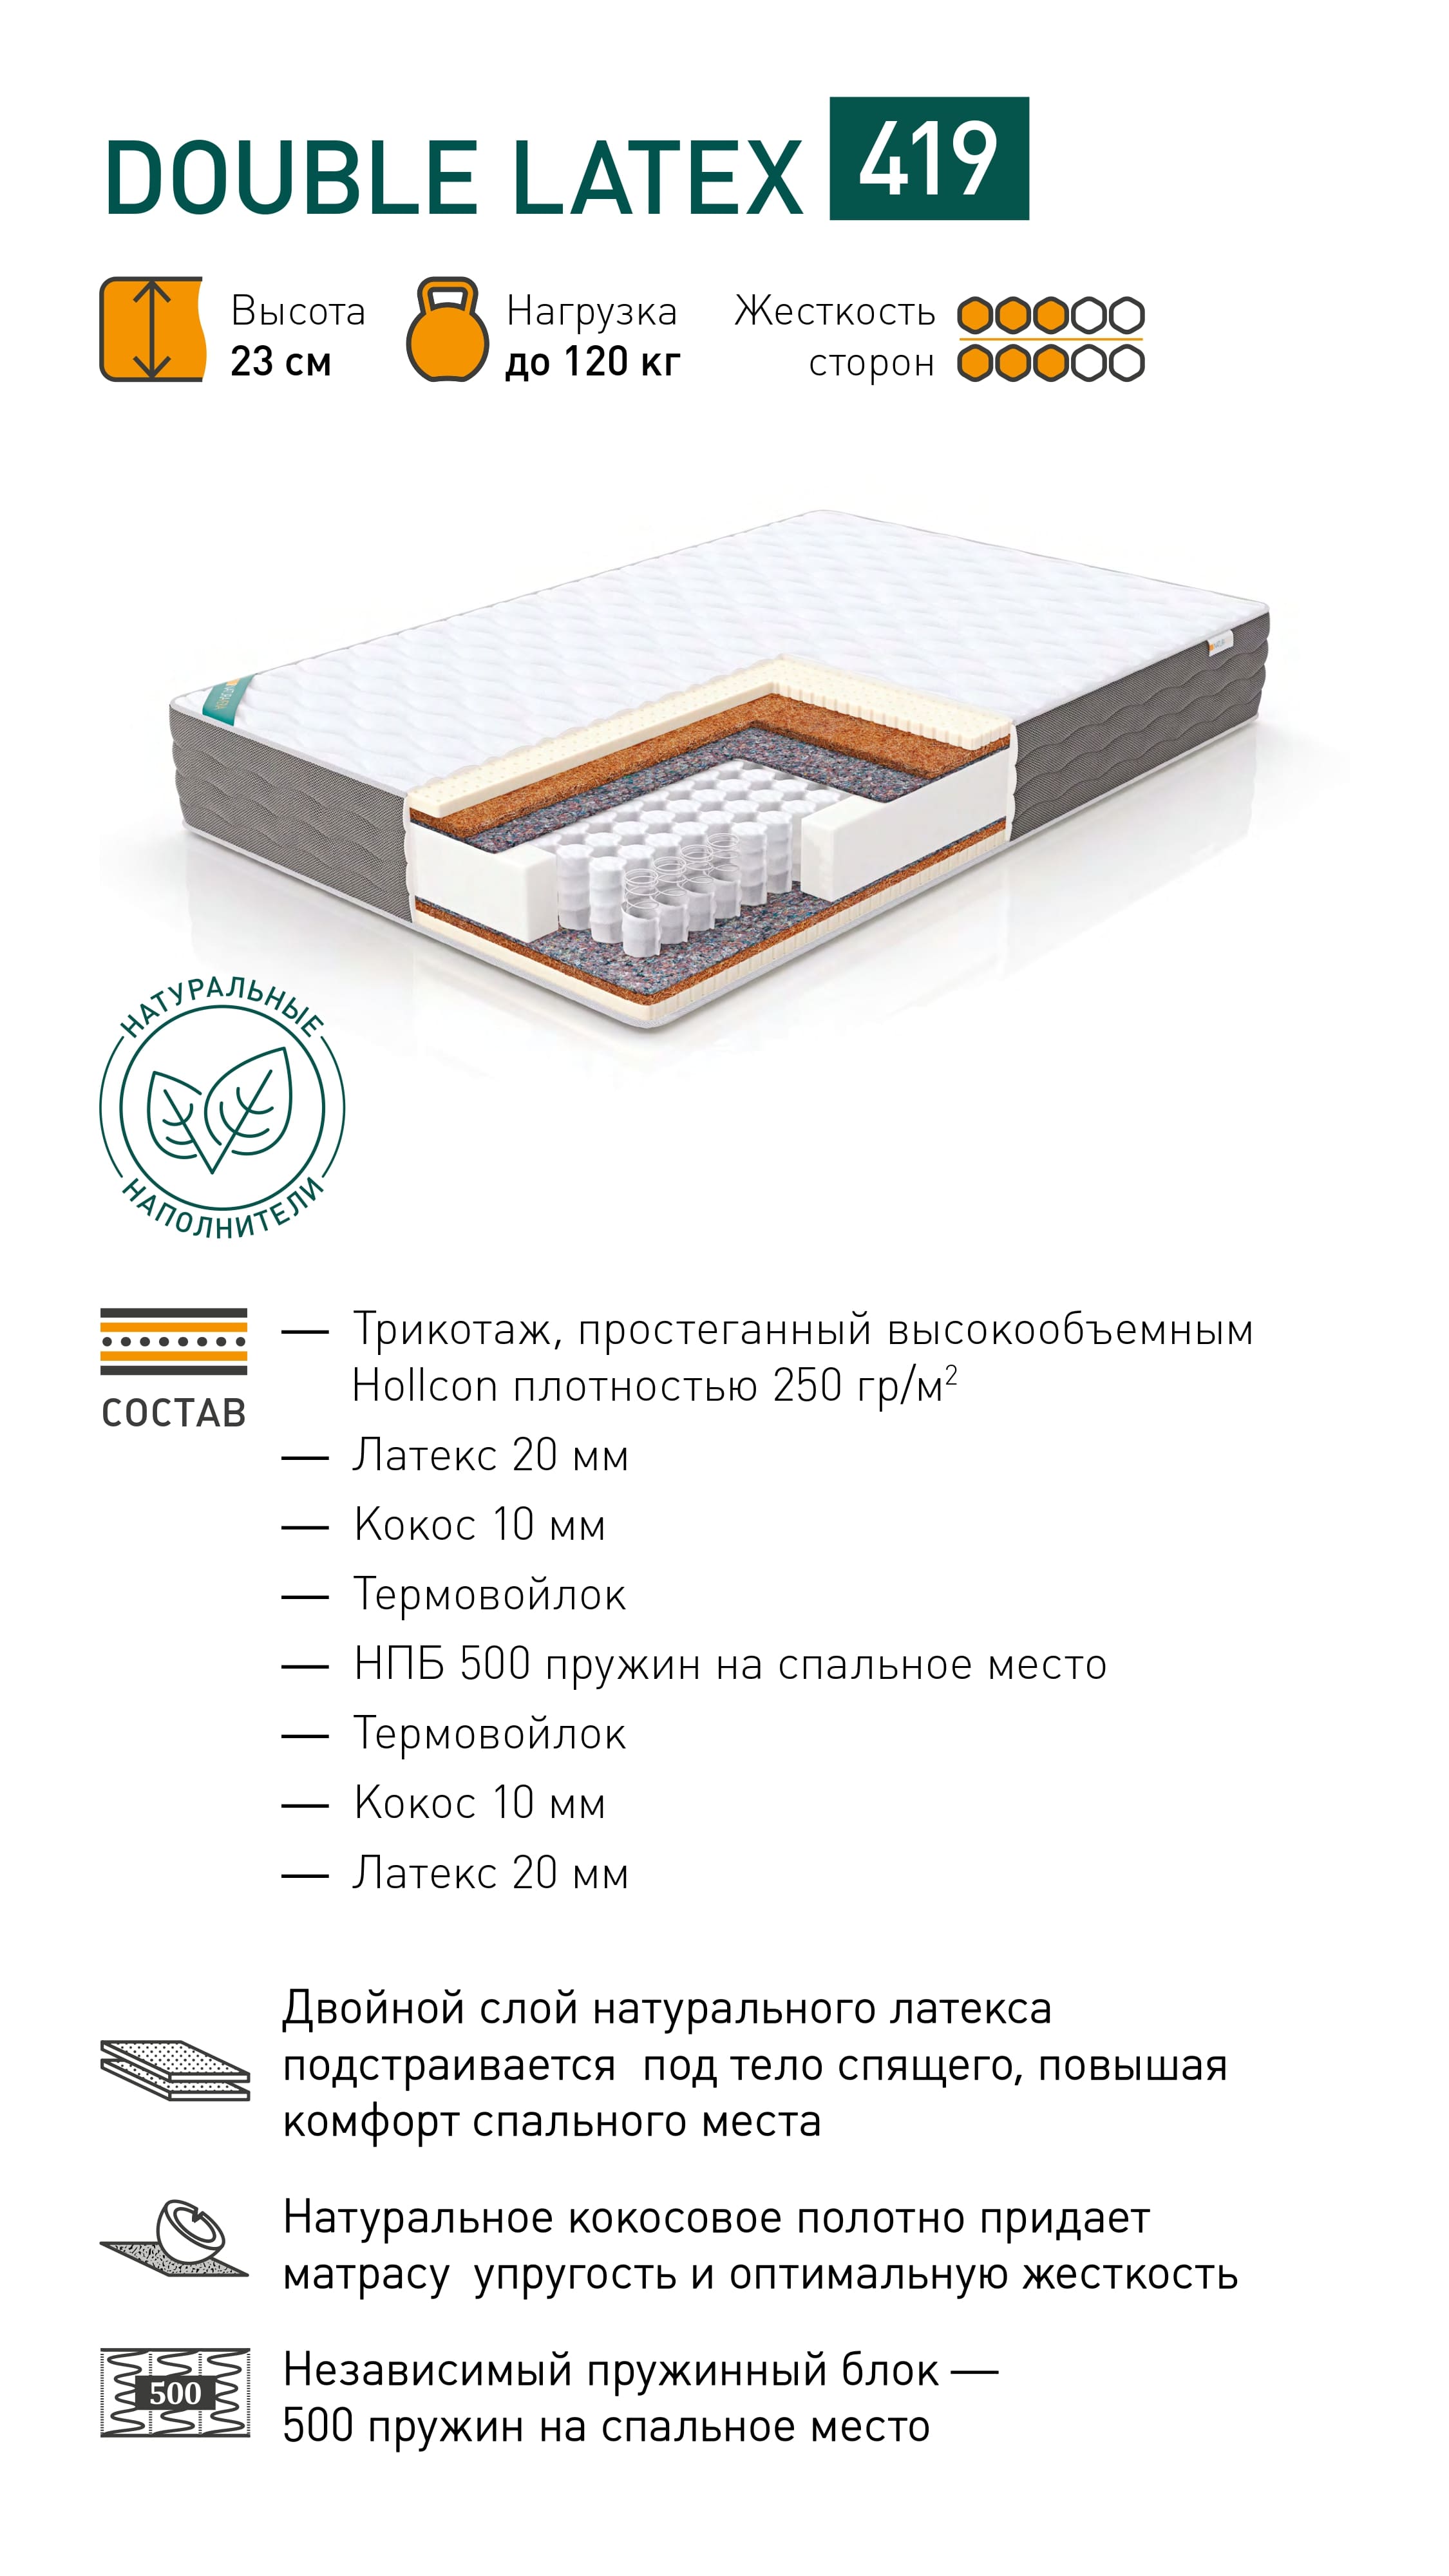 DOUBLE LATEX 419
Высота
23 см
Нагрузка
до 120 кг
Жесткость
сторон
НАТУРАЛЬНЫЕ
НАПОЛНИТЕЛИ
СОСТАВ
— Трикотаж, простеганный высокообъемным
Hollcon плотностью 250 гр/м²
— Латекс 20 мм
— Кокос 10 мм
— Термовойлок
— НПБ 500 пружин на спальное место
— Термовойлок
— Кокос 10 мм
— Латекс 20 мм
Двойной слой натурального латекса
подстраивается под тело спящего, повышая
комфорт спального места
Натуральное кокосовое полотно придает
матрасу упругость и оптимальную жесткость
500
Независимый пружинный блок —
500 пружин на спальное место